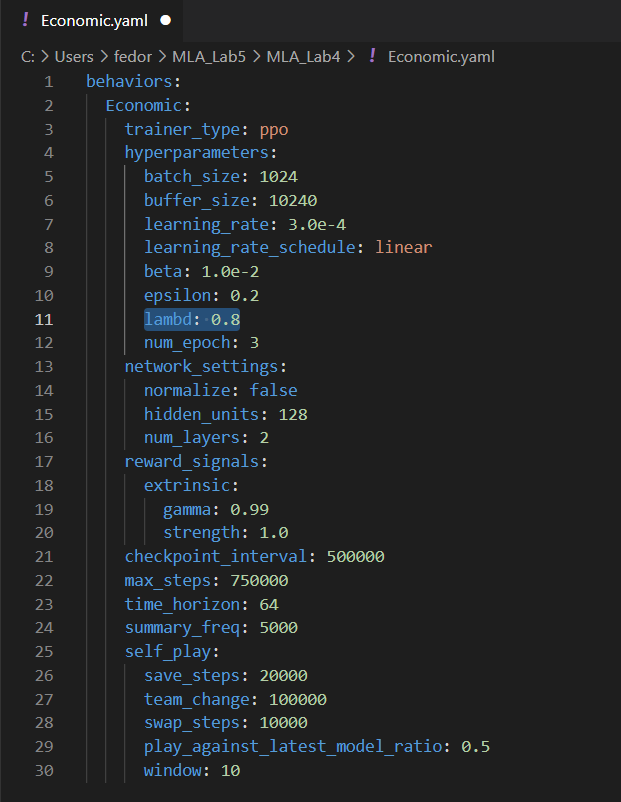 ! Economic.yaml ●
C: > Users > fedor > MLA_Lab5 > MLA_Lab4 > ! Economic.yaml
1 behaviors:
2   Economic:
3     trainer_type: ppo
4     hyperparameters:
5       batch_size: 1024
6       buffer_size: 10240
7       learning_rate: 3.0e-4
8       learning_rate_schedule: linear
9       beta: 1.0e-2
10       epsilon: 0.2
11       lambd: 0.8
12       num_epoch: 3
13     network_settings:
14       normalize: false
15       hidden_units: 128
16       num_layers: 2
17     reward_signals:
18       extrinsic:
19         gamma: 0.99
20         strength: 1.0
21     checkpoint_interval: 500000
22     max_steps: 750000
23     time_horizon: 64
24     summary_freq: 5000
25     self_play:
26       save_steps: 20000
27       team_change: 100000
28       swap_steps: 10000
29       play_against_latest_model_ratio: 0.5
30       window: 10